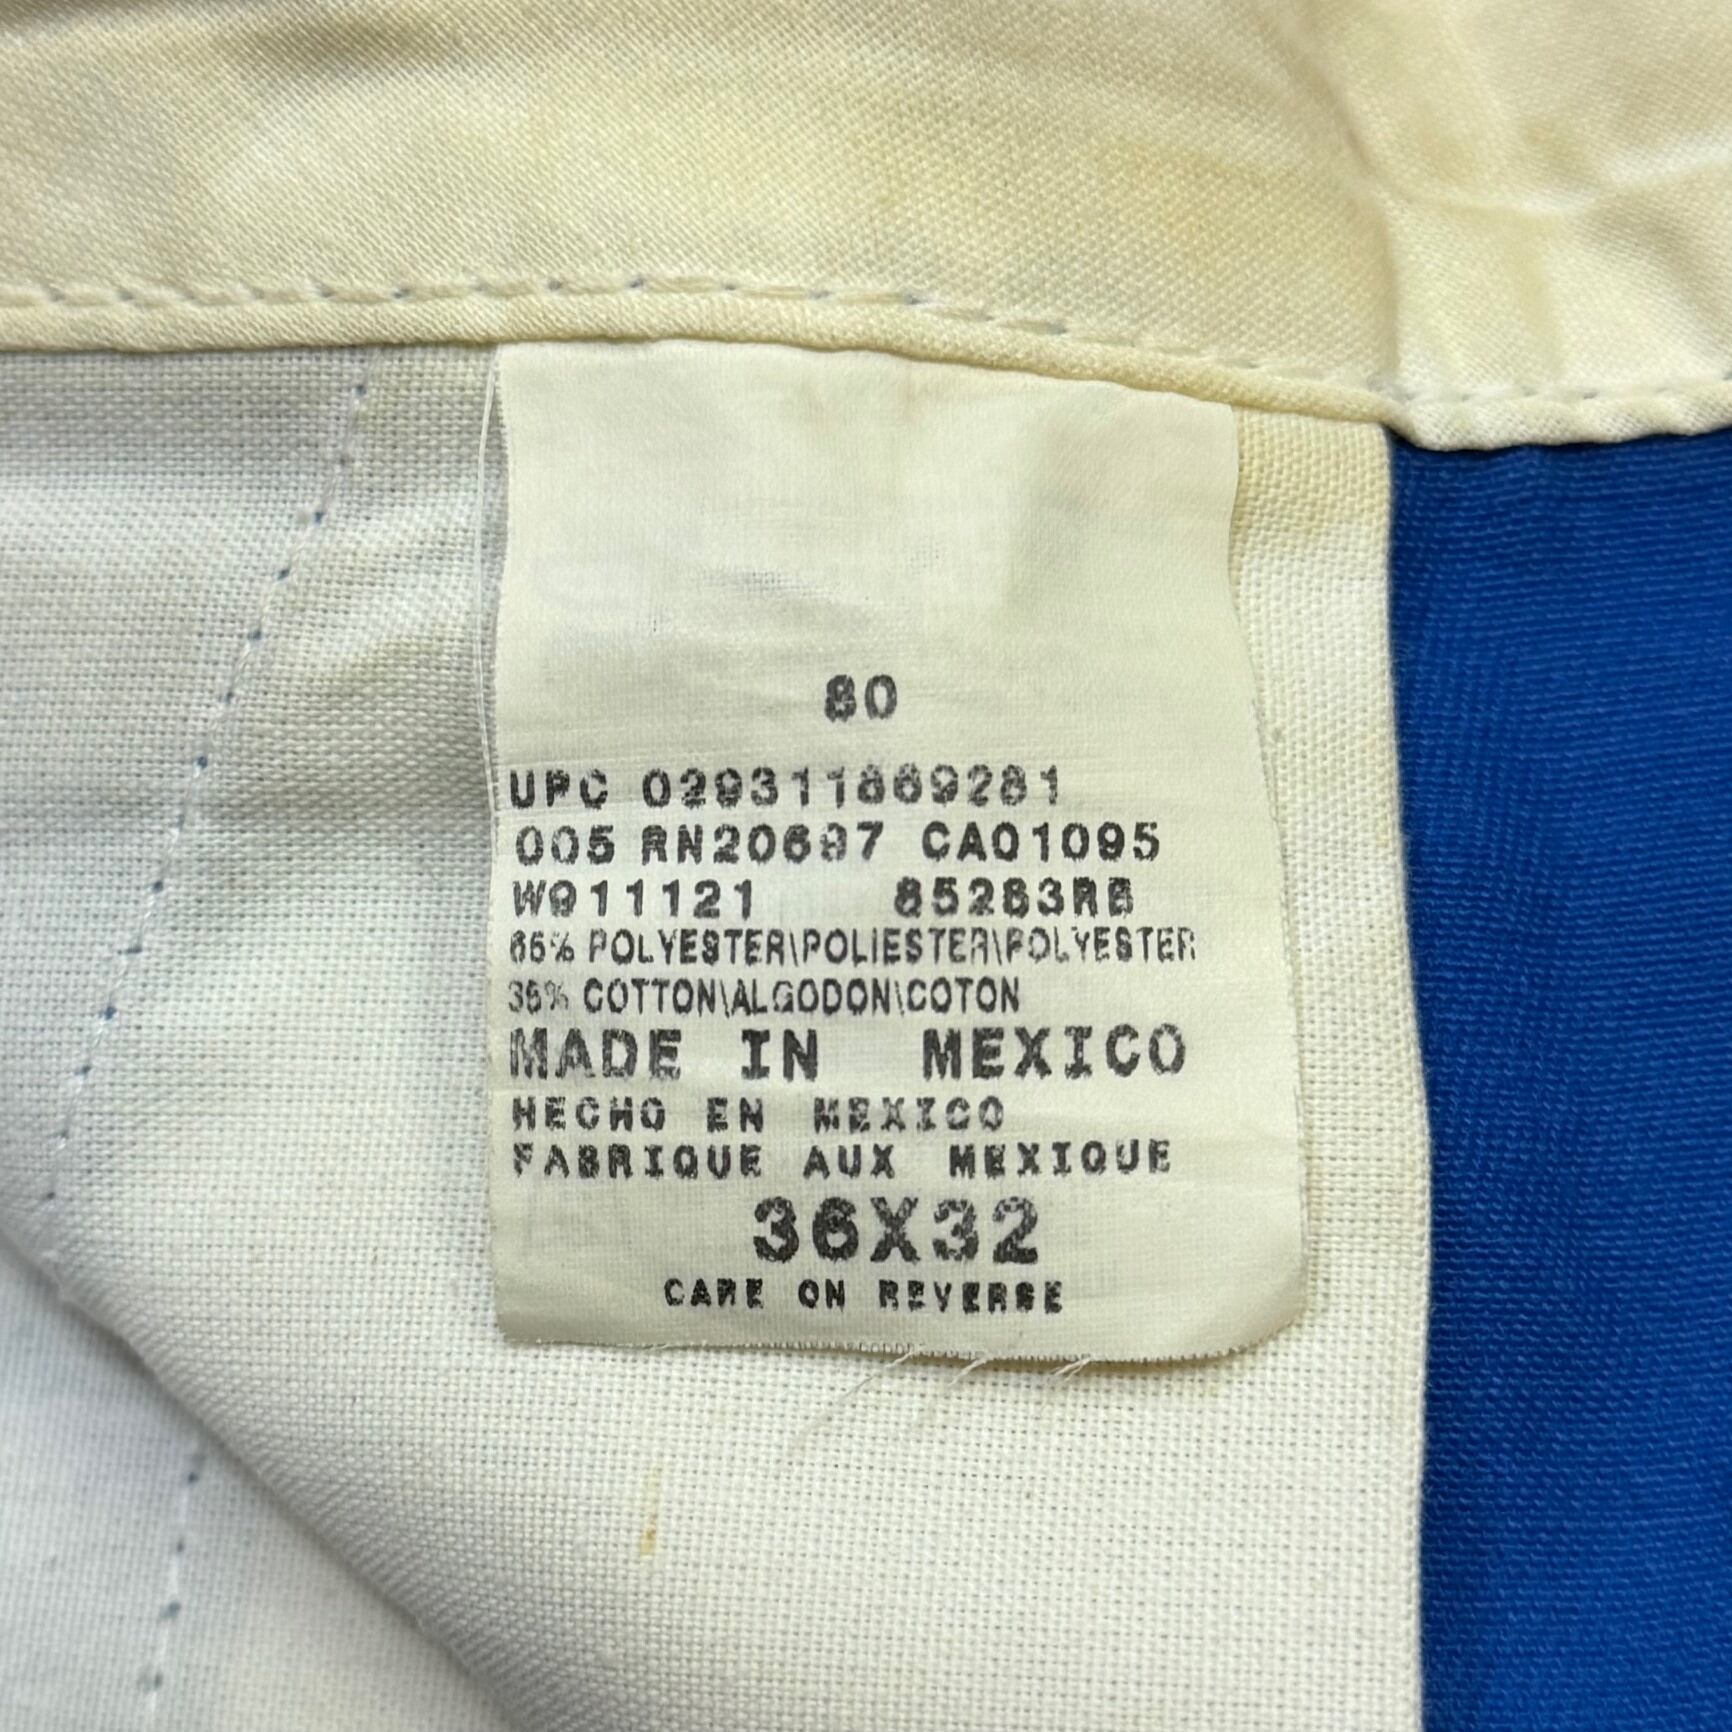 80
UPC 029311869281
005 RN20697 CA01095
W911121 85283RB
65% POLYESTER\POLIESTER\POLYESTER
35% COTTON\ALGODON\COTON
MADE IN MEXICO
HECHO EN MEXICO
FABRIQUE AUX MEXIQUE
36X32
CARE ON REVERSE